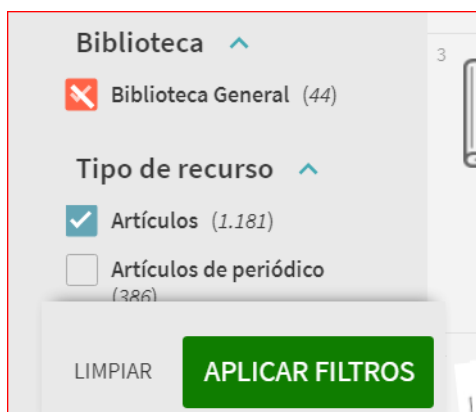 Biblioteca
3
Biblioteca General (44)
Tipo de recurso
Artículos (1.181)
Artículos de periódico
(386)
LIMPIAR
APLICAR FILTROS